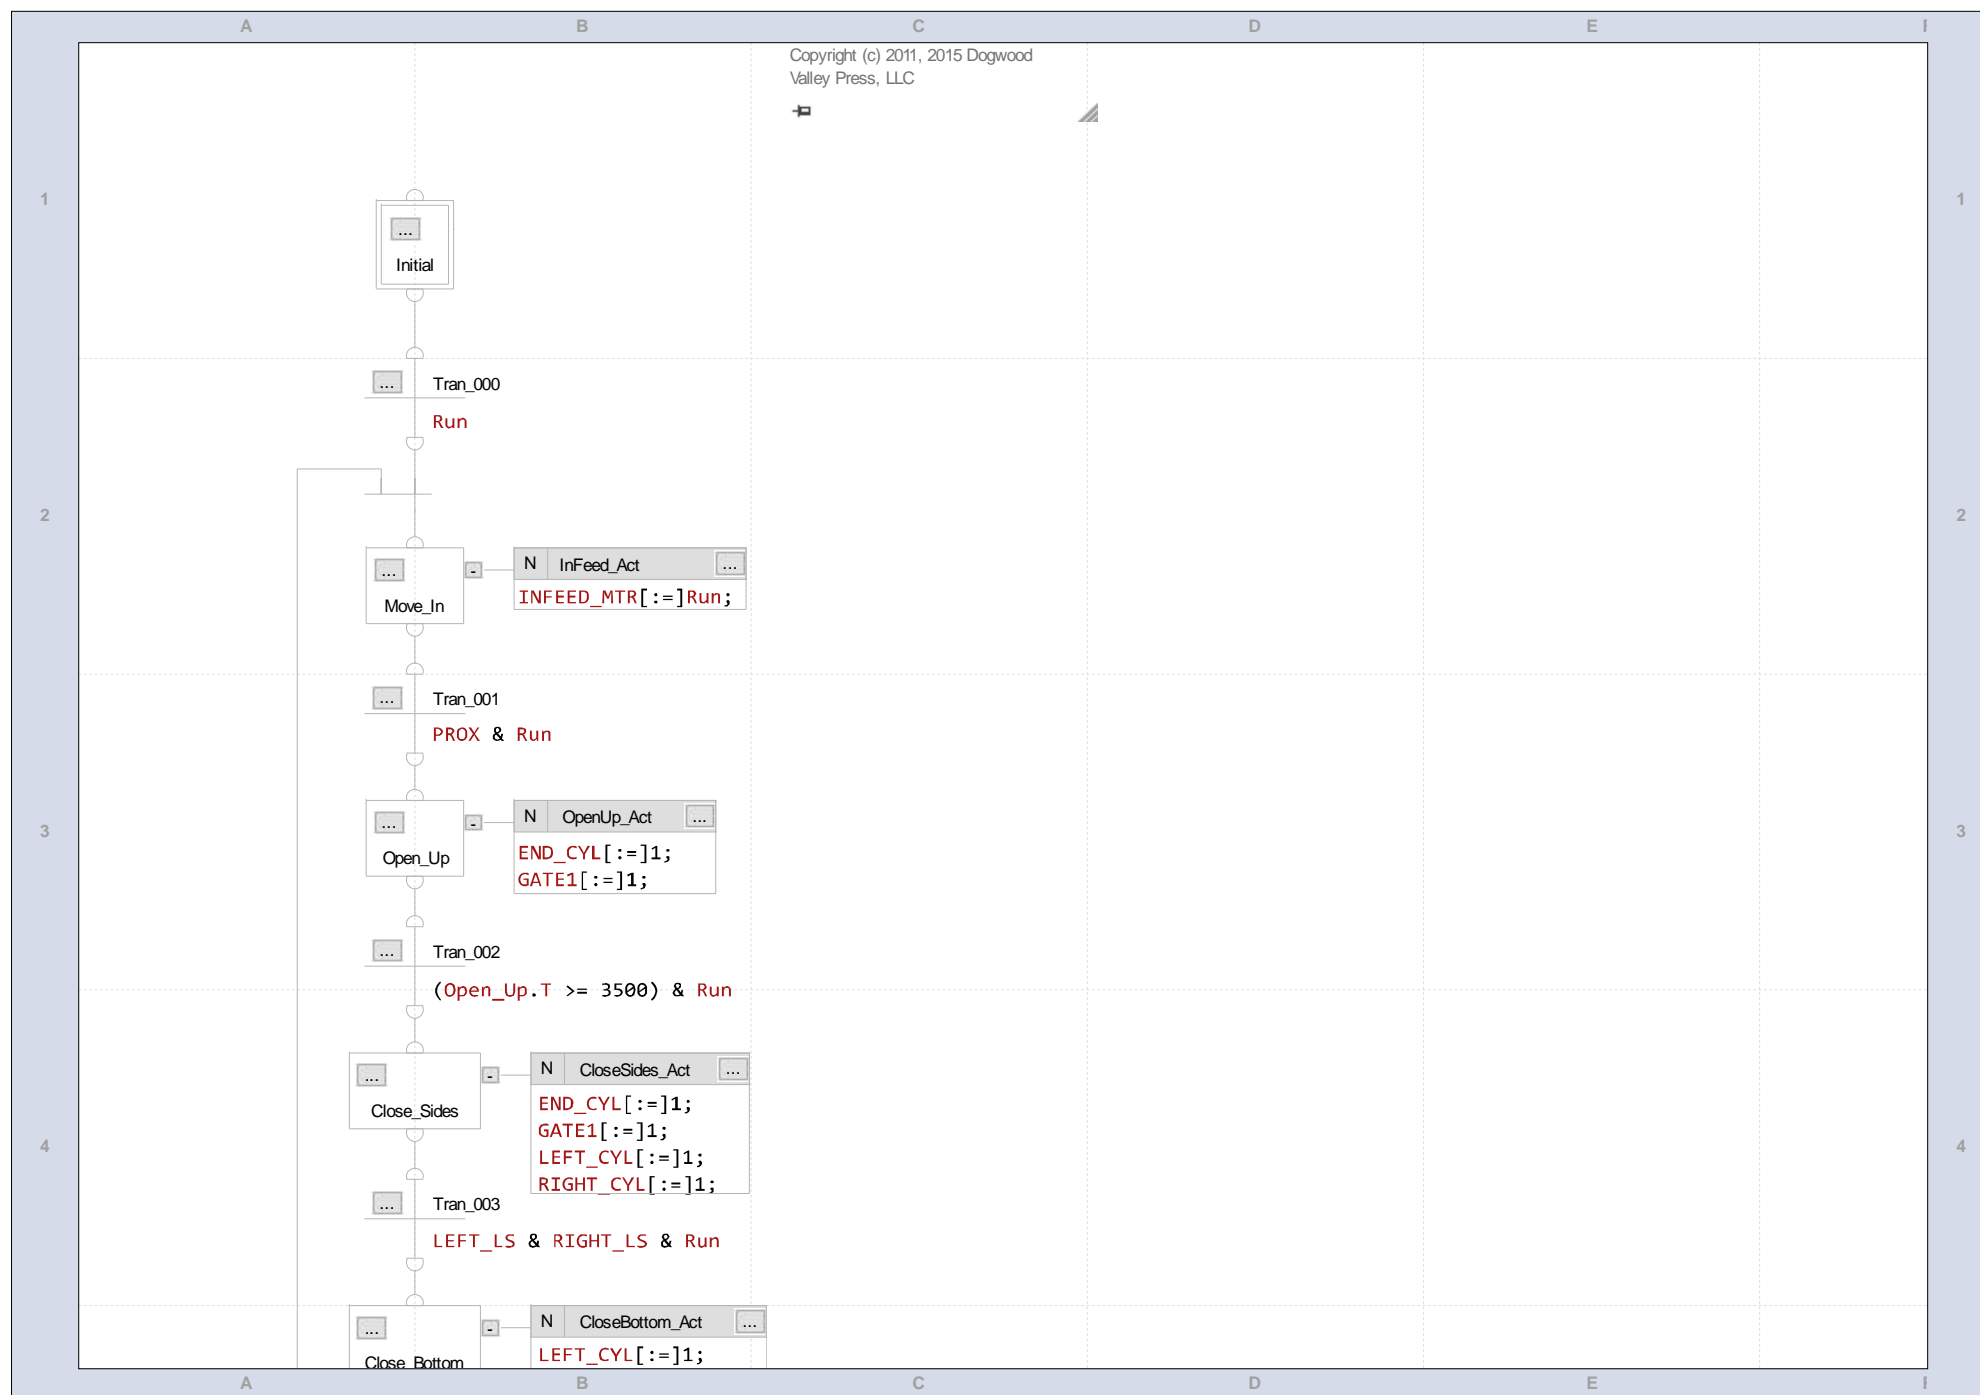 A B C D E
Copyright (c) 2011, 2015 Dogwood
Valley Press, LLC
1 1
...
Initial
... Tran_000
Run
2 2
... - N InFeed_Act ...
Move_In INFEED_MTR[:=]Run;
... Tran_001
PROX & Run
... - N OpenUp_Act ...
3 3
Open_Up END_CYL[:=]1;
GATE1[:=]1;
... Tran_002
(Open_Up.T >= 3500) & Run
... - N CloseSides_Act ...
Close_Sides END_CYL[:=]1;
GATE1[:=]1;
4 4
LEFT_CYL[:=]1;
RIGHT_CYL[:=]1;
... Tran_003
LEFT_LS & RIGHT_LS & Run
... - N CloseBottom_Act ...
Close_Bottom LEFT_CYL[:=]1;
A B C D E